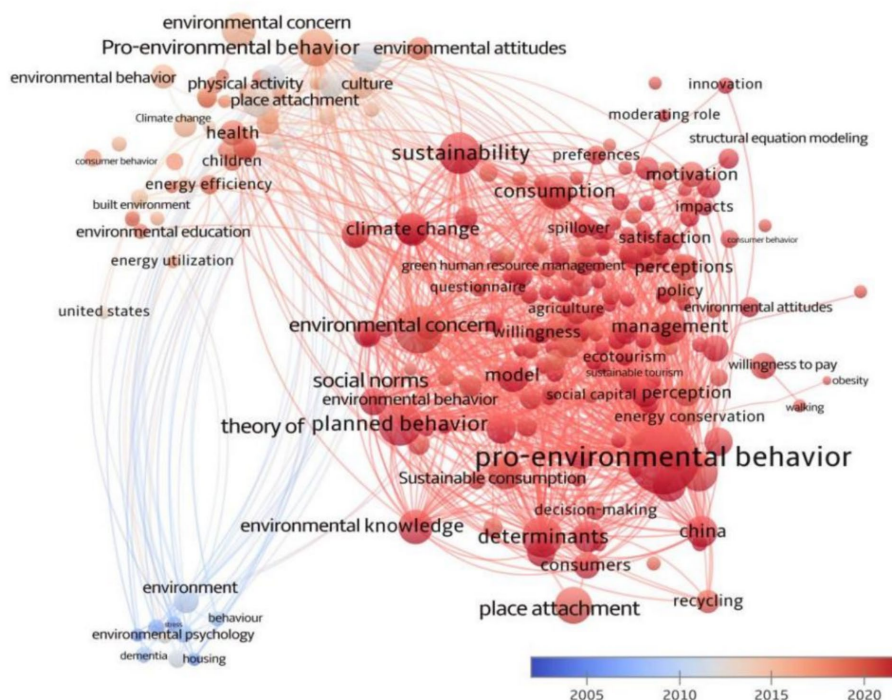 environmental concern
Pro-environmental behavior
environmental attitudes
environmental behavior
physical activity
culture
place attachment
Climate change
health
consumer behavior
children
energy efficiency
built environment
environmental education
energy utilization
united states
innovation
moderating role
structural equation modeling
sustainability
preferences
motivation
consumption
impacts
climate change
spillover
satisfaction
consumer behavior
green human resource management
perceptions
questionnaire
policy
agriculture
environmental attitudes
environmental concern
willingness
management
ecotourism
willingness to pay
sustainable tourism
model
obesity
social norms
environmental behavior
social capital
perception
walking
energy conservation
theory of planned behavior
pro-environmental behavior
Sustainable consumption
decision-making
environmental knowledge
determinants
china
consumers
place attachment
recycling
environment
behaviour
stress
environmental psychology
dementia
housing
2005 2010 2015 2020